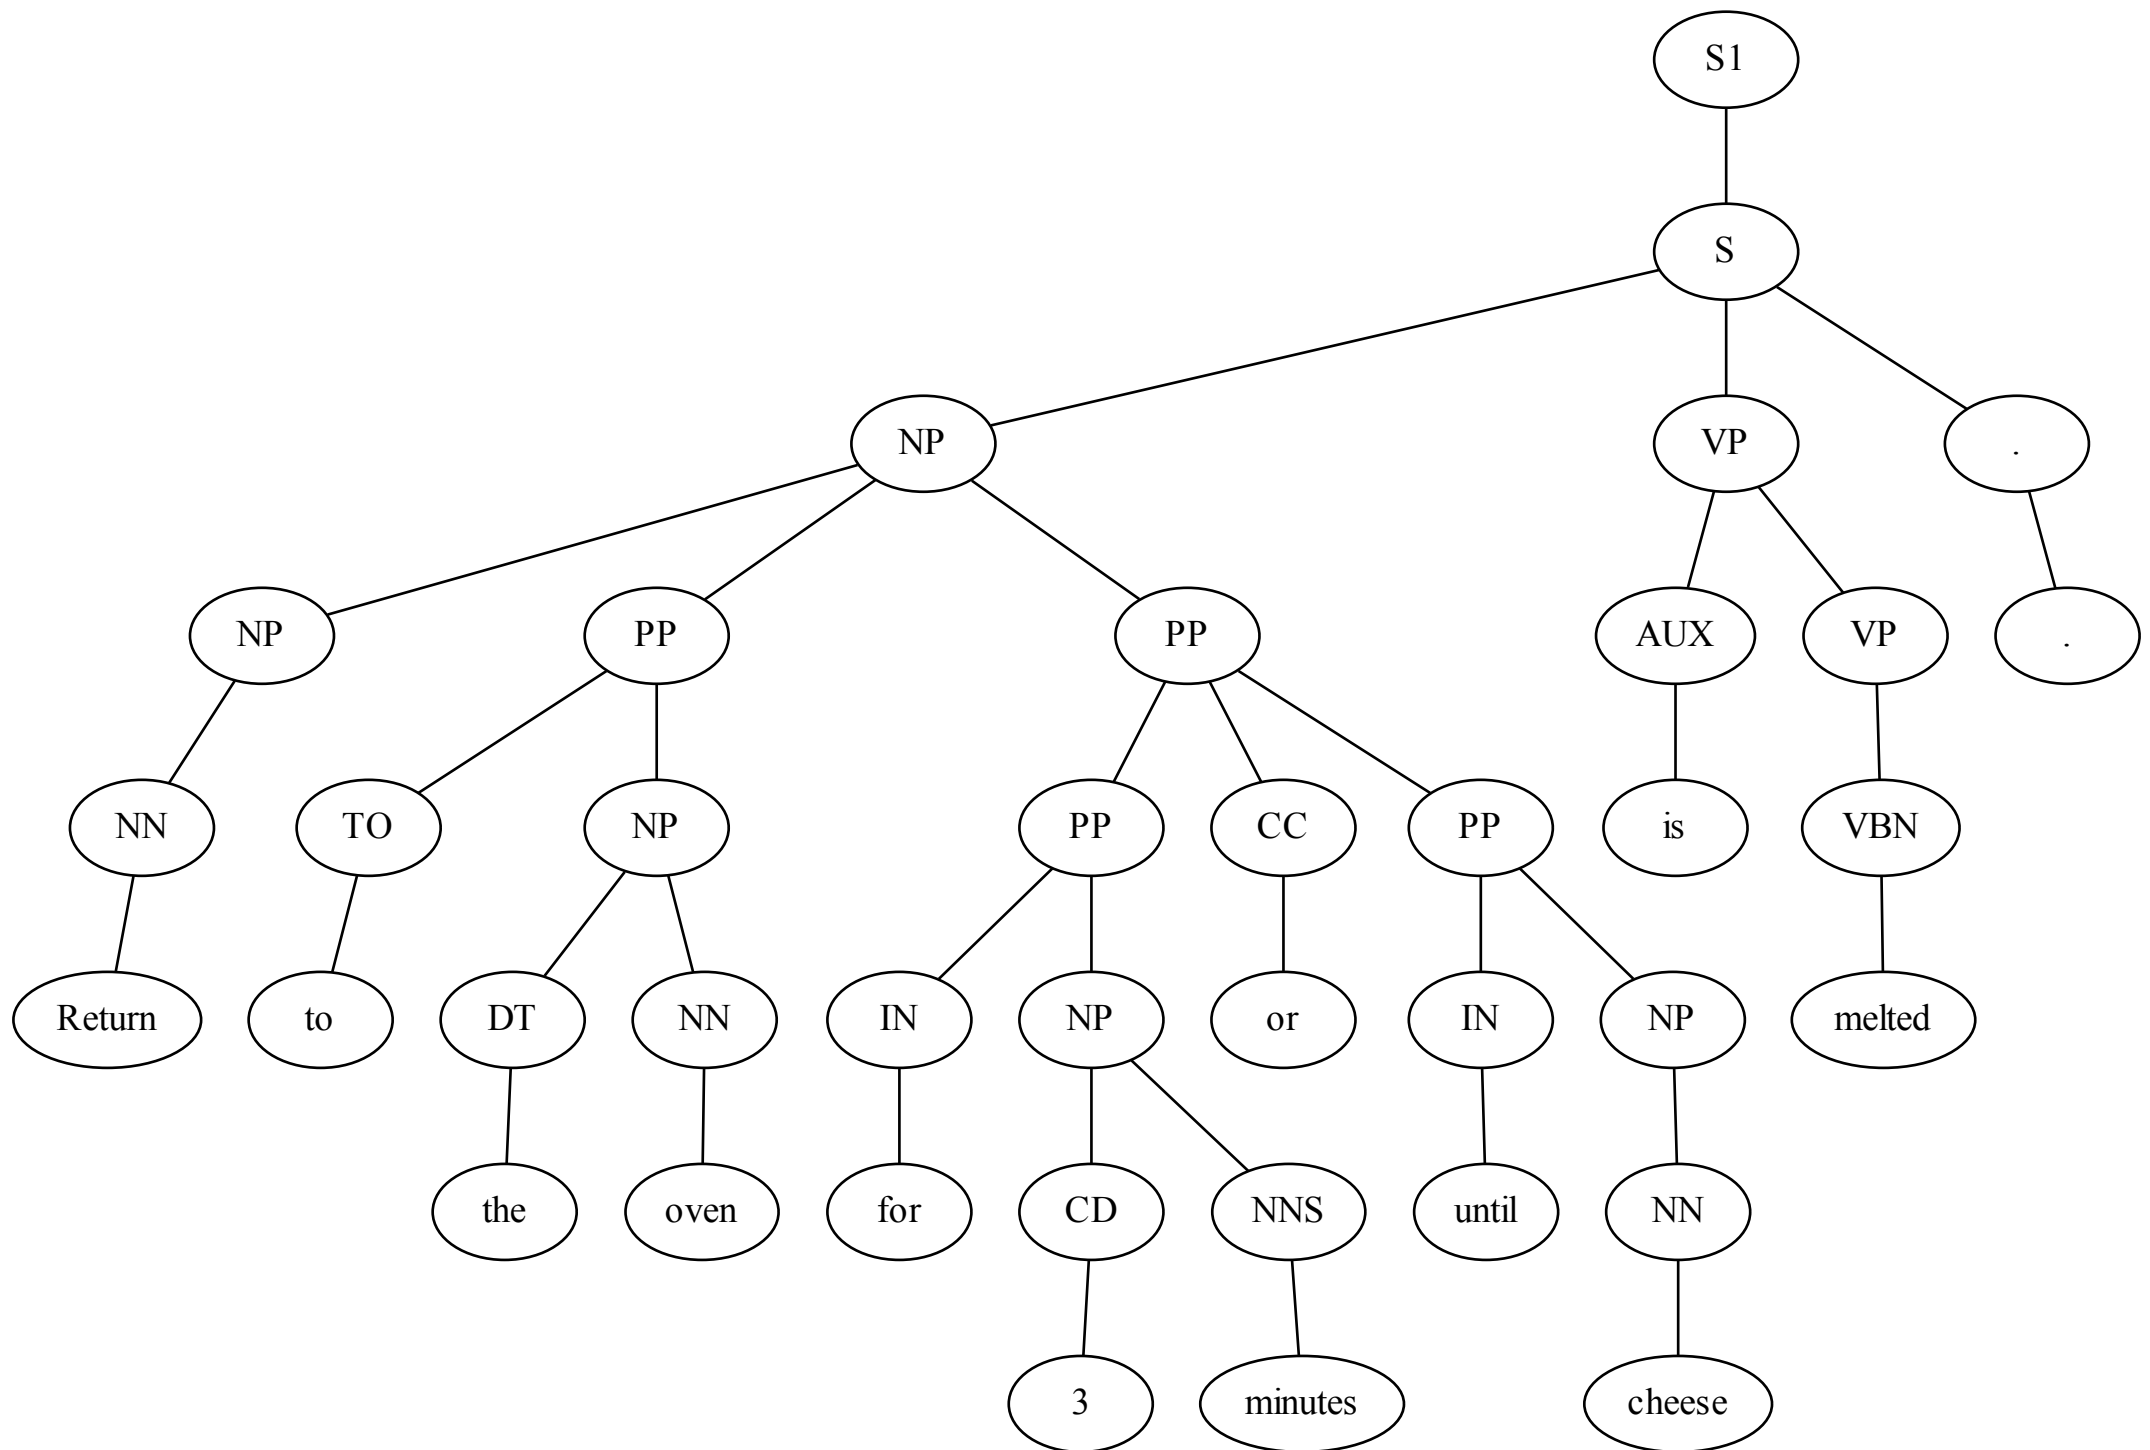 S1
S
NP VP .
NP PP PP AUX VP .
NN TO NP PP CC PP is VBN
Return to DT NN IN NP or IN NP melted
the oven for CD NNS until NN
3 minutes cheese